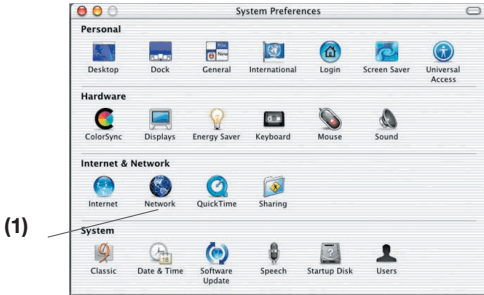 System Preferences
Personal
Desktop Dock General International Login Screen Saver Universal Access
Hardware
ColorSync Displays Energy Saver Keyboard Mouse Sound
Internet & Network
Internet Network QuickTime Sharing
(1)
System
Classic Date & Time Software Update Speech Startup Disk Users